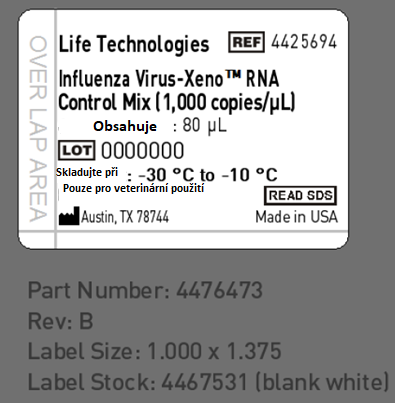 OVER LAP AREA
Life Technologies REF 4425694
Influenza Virus-Xeno™ RNA
Control Mix (1,000 copies/µL)
Obsahuje : 80 µL
LOT 0000000
Skladujte při : -30 °C to -10 °C
Pouze pro veterinární použití
READ SDS
Austin, TX 78744 Made in USA
Part Number: 4476473
Rev: B
Label Size: 1.000 x 1.375
Label Stock: 4467531 (blank white)